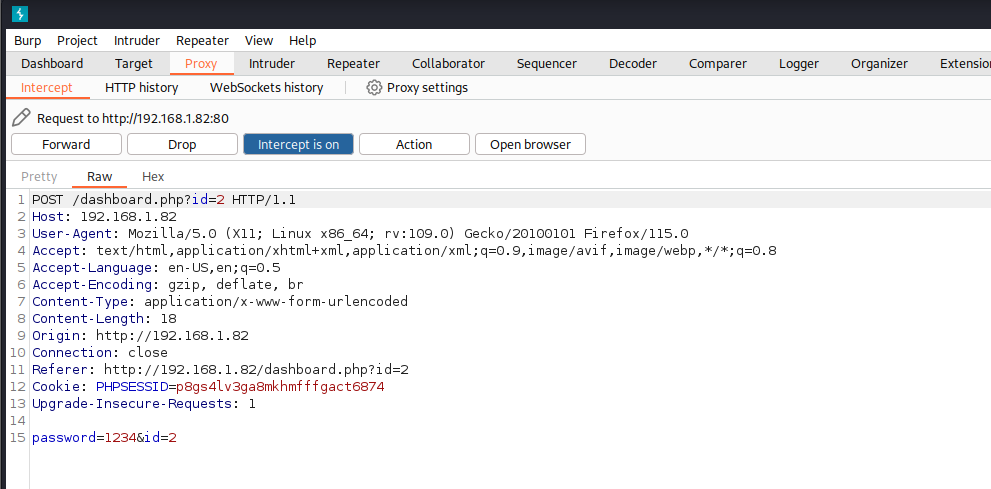 Burp Project Intruder Repeater View Help
Dashboard Target Proxy Intruder Repeater Collaborator Sequencer Decoder Comparer Logger Organizer Extensio
Intercept HTTP history WebSockets history Proxy settings
Request to http://192.168.1.82:80
Forward Drop Intercept is on Action Open browser
Pretty Raw Hex
1 POST /dashboard.php?id=2 HTTP/1.1
2 Host: 192.168.1.82
3 User-Agent: Mozilla/5.0 (X11; Linux x86_64; rv:109.0) Gecko/20100101 Firefox/115.0
4 Accept: text/html,application/xhtml+xml,application/xml;q=0.9,image/avif,image/webp,*/*;q=0.8
5 Accept-Language: en-US,en;q=0.5
6 Accept-Encoding: gzip, deflate, br
7 Content-Type: application/x-www-form-urlencoded
8 Content-Length: 18
9 Origin: http://192.168.1.82
10 Connection: close
11 Referer: http://192.168.1.82/dashboard.php?id=2
12 Cookie: PHPSESSID=p8gs4lv3ga8mkhmfffgact6874
13 Upgrade-Insecure-Requests: 1
14
15 password=1234&id=2